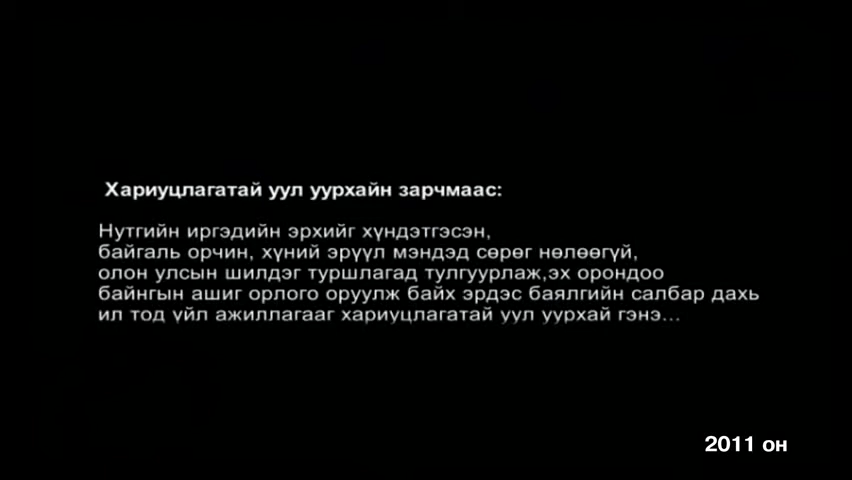 Хариуцлагатай уул уурхайн зарчмаас:
Нутгийн иргэдийн эрхийг хүндэтгэсэн,
байгаль орчин, хүний эрүүл мэндэд сөрөг нөлөөгүй,
олон улсын шилдэг туршлагад тулгуурлаж,эх орондоо
байнгын ашиг орлого оруулж байх эрдэс баялгийн салбар дахь
ил тод үйл ажиллагааг хариуцлагатай уул уурхай гэнэ...
2011 он